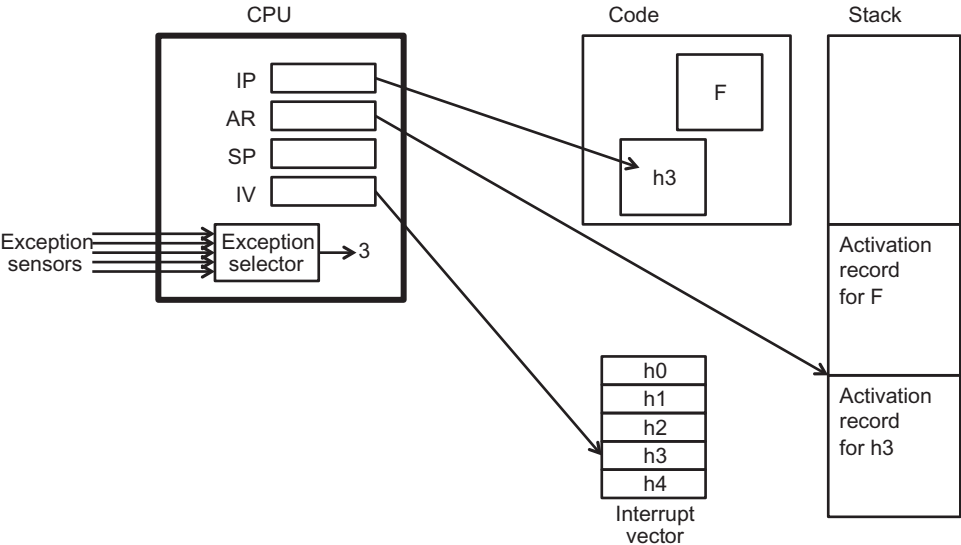 CPU
Code
Stack
IP
AR
SP
IV
F
h3
Exception
sensors
Exception
selector
3
Activation
record
for F
h0
h1
h2
h3
h4
Interrupt
vector
Activation
record
for h3